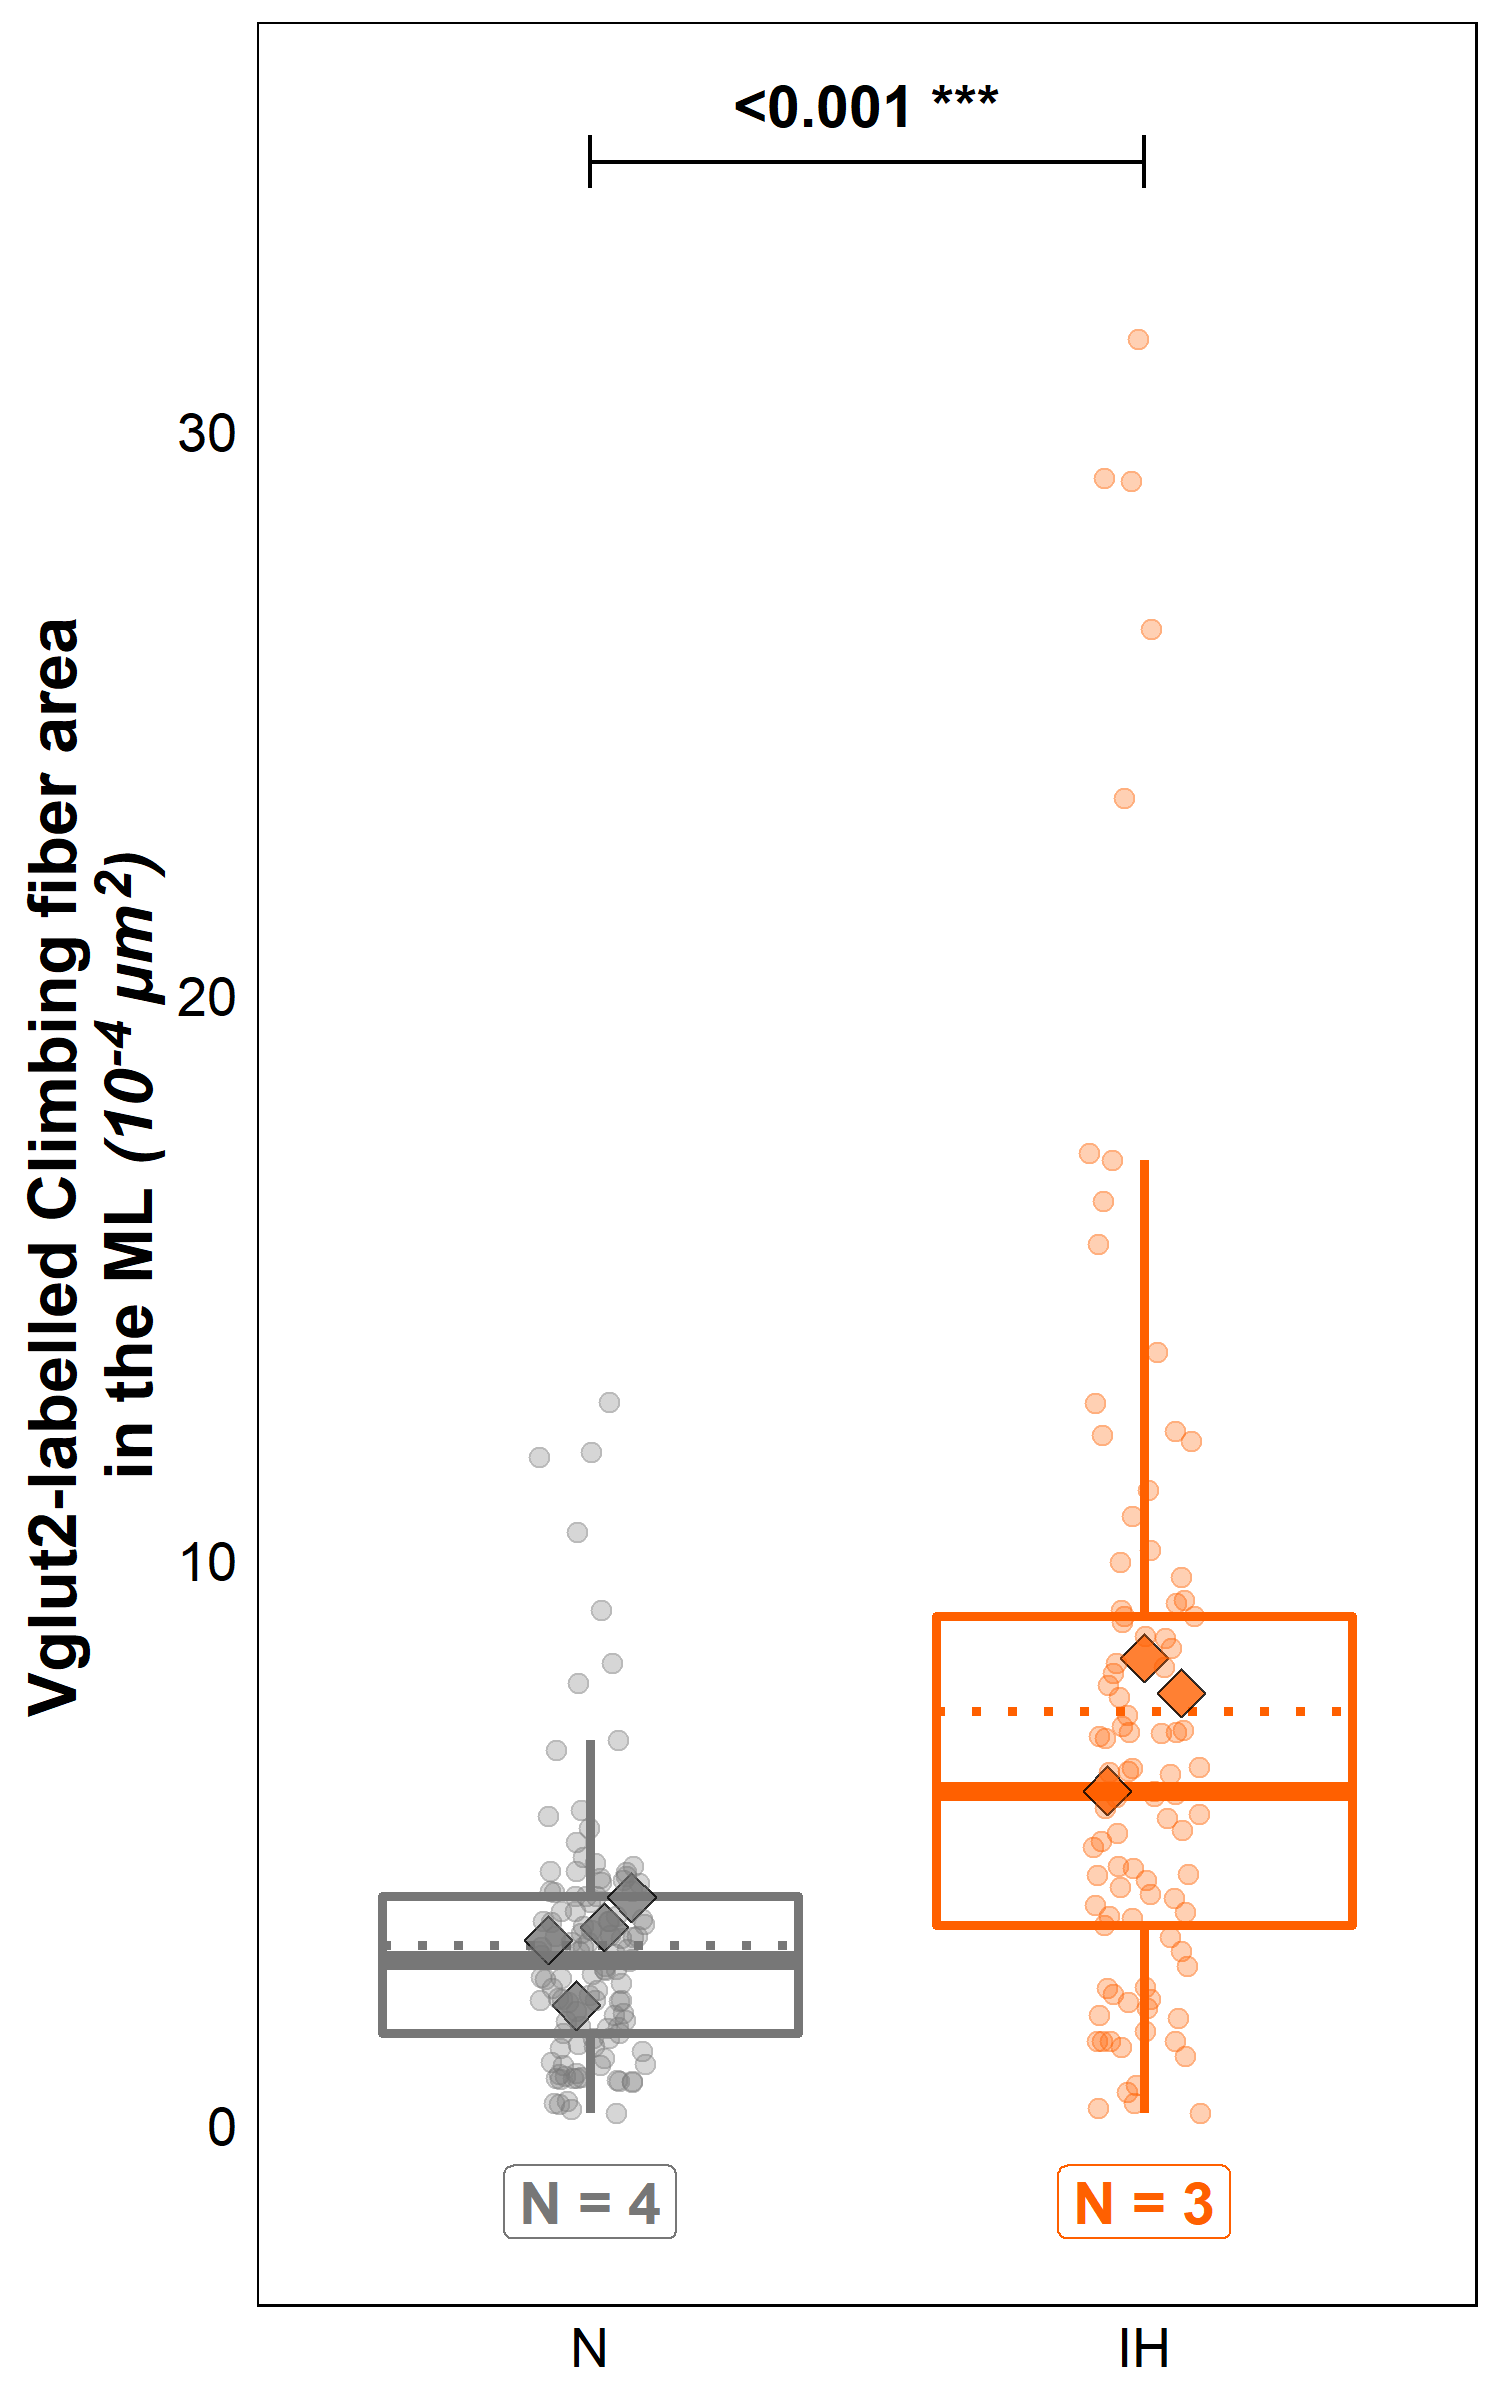 <0.001 ***
Vglut2-labelled Climbing fiber area
in the ML (10⁻⁴ µm²)
30
20
10
0
N = 4
N = 3
N
IH